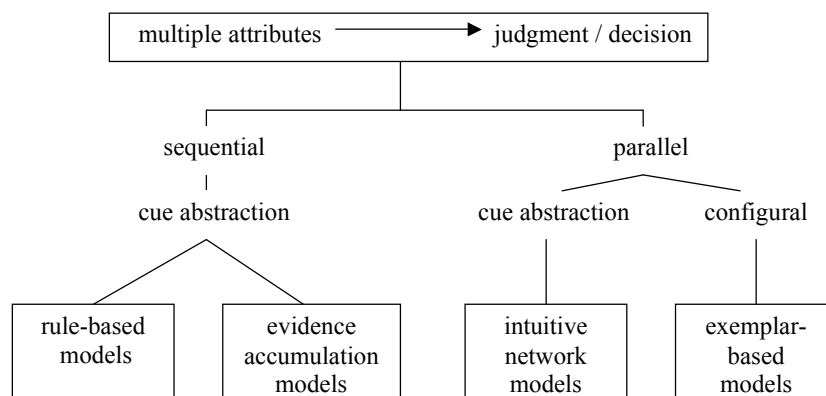 multiple attributes judgment / decision
sequential parallel
cue abstraction cue abstraction configural
rule-based models
evidence accumulation models
intuitive network models
exemplar-based models